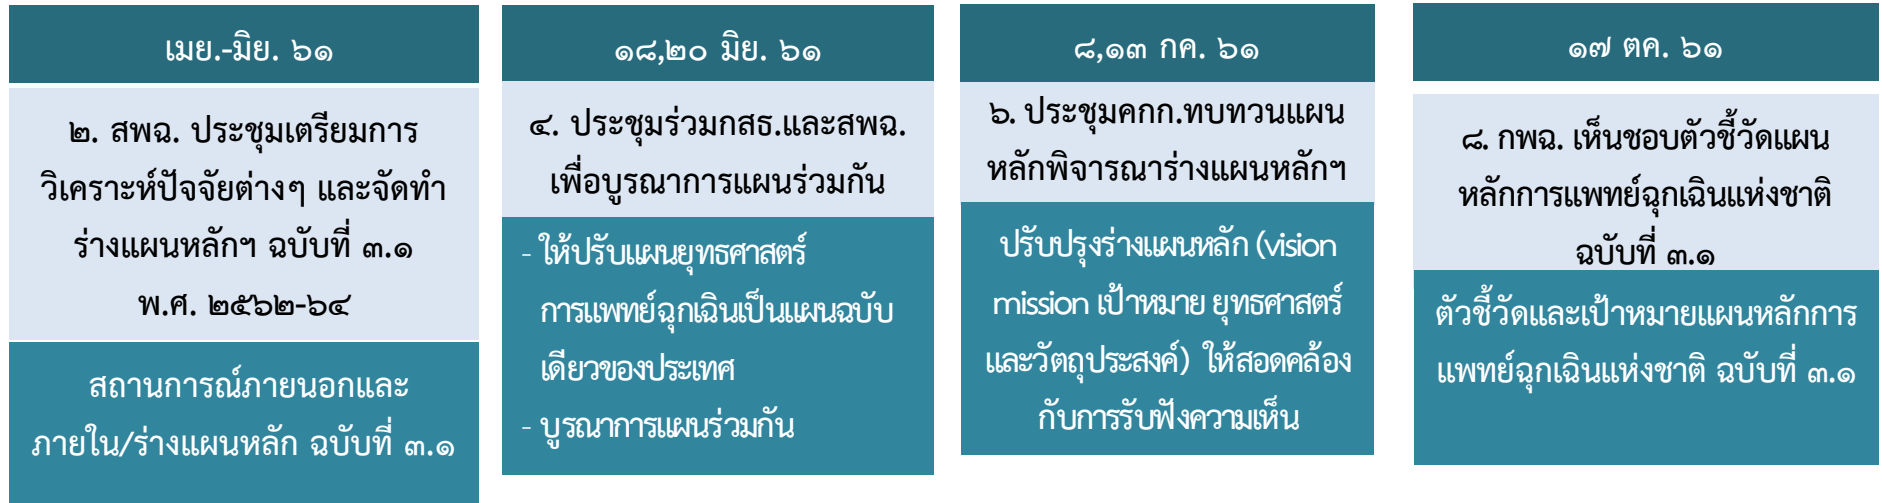 เมย.-มิย. ๖๑
๒. สพฉ. ประชุมเตรียมการ
วิเคราะห์ปัจจัยต่างๆ และจัดทำ
ร่างแผนหลักฯ ฉบับที่ ๓.๑
พ.ศ. ๒๕๖๒-๖๔
สถานการณ์ภายนอกและ
ภายใน/ร่างแผนหลัก ฉบับที่ ๓.๑
๑๘,๒๐ มิย. ๖๑
๔. ประชุมร่วมกสธ.และสพฉ.
เพื่อบูรณาการแผนร่วมกัน
- ให้ปรับแผนยุทธศาสตร์
การแพทย์ฉุกเฉินเป็นแผนฉบับ
เดียวของประเทศ
- บูรณาการแผนร่วมกัน
๘,๑๓ กค. ๖๑
๖. ประชุมคกก.ทบทวนแผน
หลักพิจารณาร่างแผนหลักฯ
ปรับปรุงร่างแผนหลัก (vision
mission เป้าหมาย ยุทธศาสตร์
และวัตถุประสงค์) ให้สอดคล้อง
กับการรับฟังความเห็น
๑๗ ตค. ๖๑
๘. กพฉ. เห็นชอบตัวชี้วัดแผน
หลักการแพทย์ฉุกเฉินแห่งชาติ
ฉบับที่ ๓.๑
ตัวชี้วัดและเป้าหมายแผนหลักการ
แพทย์ฉุกเฉินแห่งชาติ ฉบับที่ ๓.๑